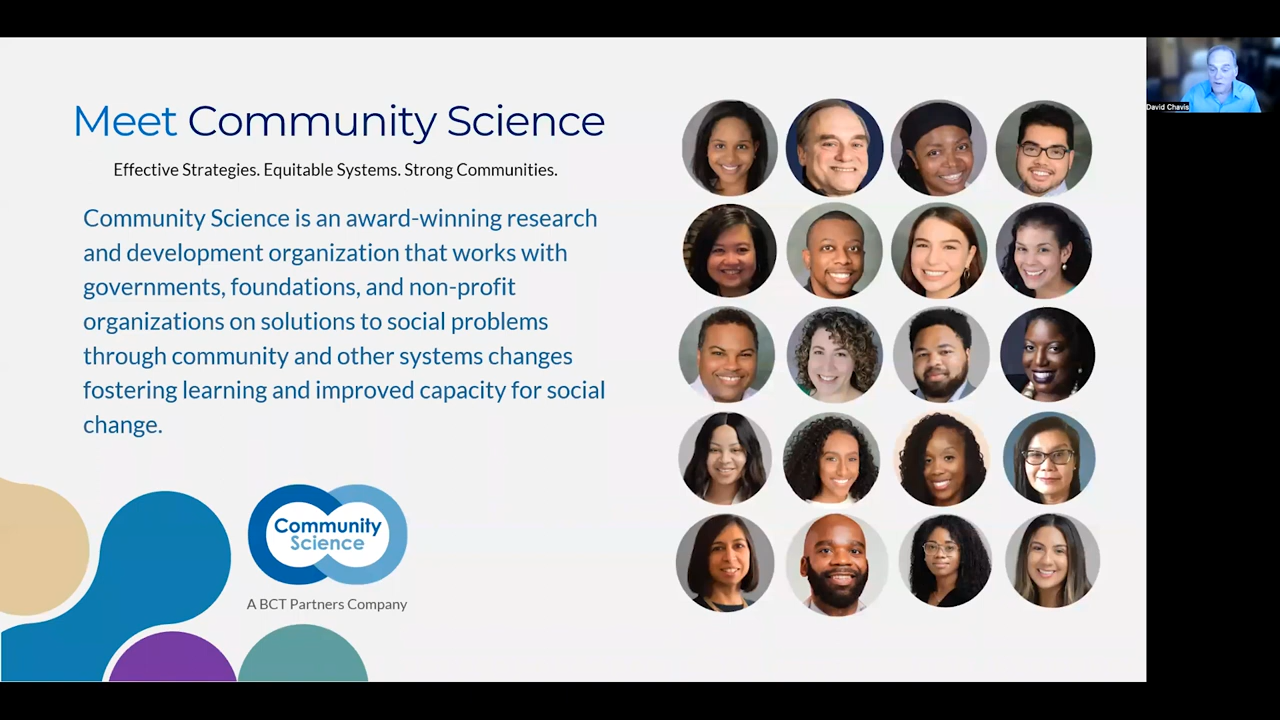 Meet Community Science
Effective Strategies. Equitable Systems. Strong Communities.
Community Science is an award-winning research
and development organization that works with
governments, foundations, and non-profit
organizations on solutions to social problems
through community and other systems changes
fostering learning and improved capacity for social
change.
Community
Science
A BCT Partners Company
David Chavis